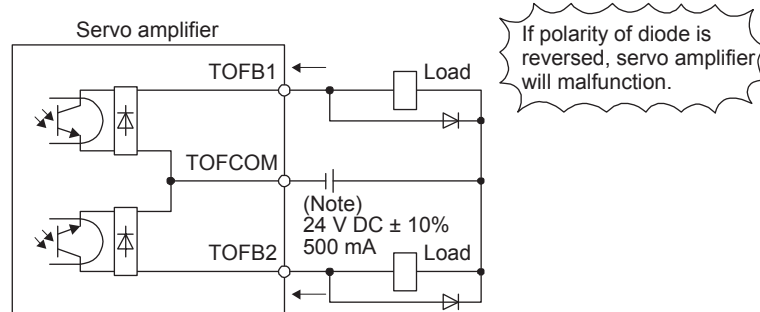 Servo amplifier
If polarity of diode is
reversed, servo amplifier
will malfunction.
TOFB1
Load
TOFCOM
(Note)
24 V DC ± 10%
500 mA
TOFB2
Load